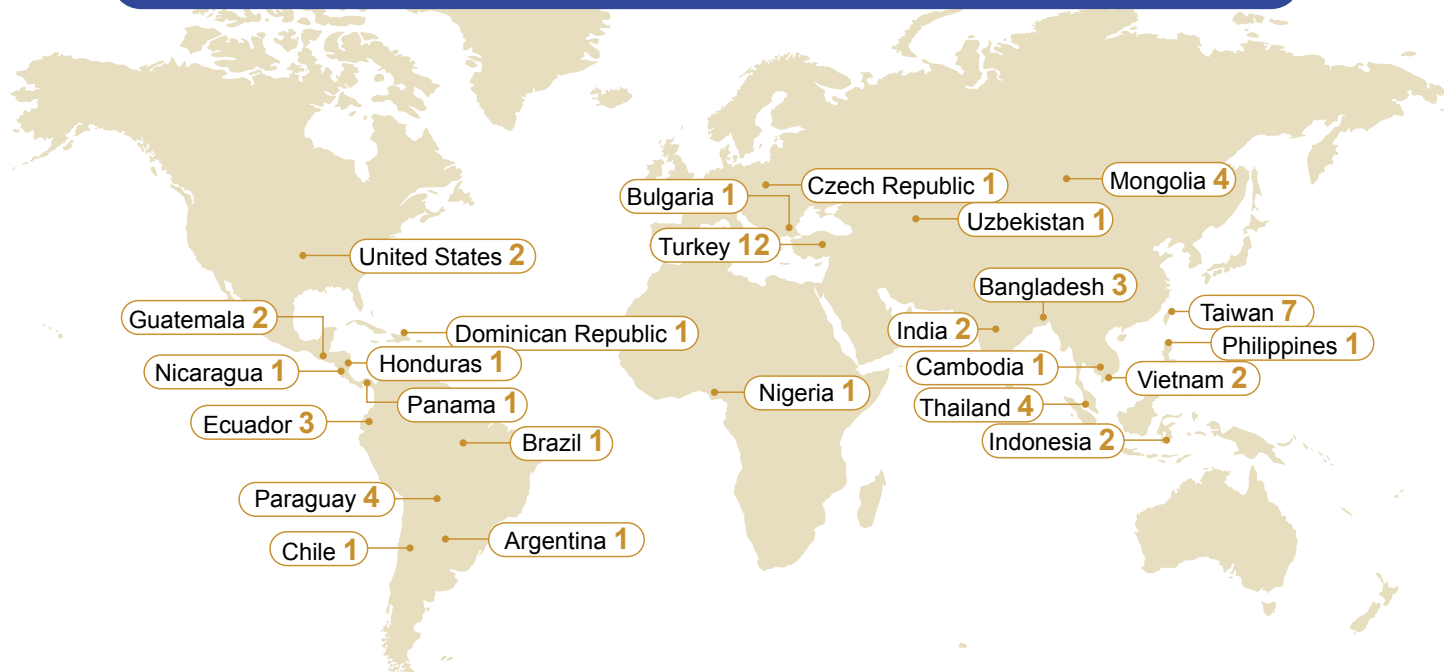 Bulgaria 1
Czech Republic 1
Mongolia 4
Uzbekistan 1
Turkey 12
United States 2
Bangladesh 3
Guatemala 2
Dominican Republic 1
India 2
Taiwan 7
Philippines 1
Nicaragua 1
Honduras 1
Cambodia 1
Vietnam 2
Panama 1
Nigeria 1
Thailand 4
Ecuador 3
Brazil 1
Indonesia 2
Paraguay 4
Chile 1
Argentina 1